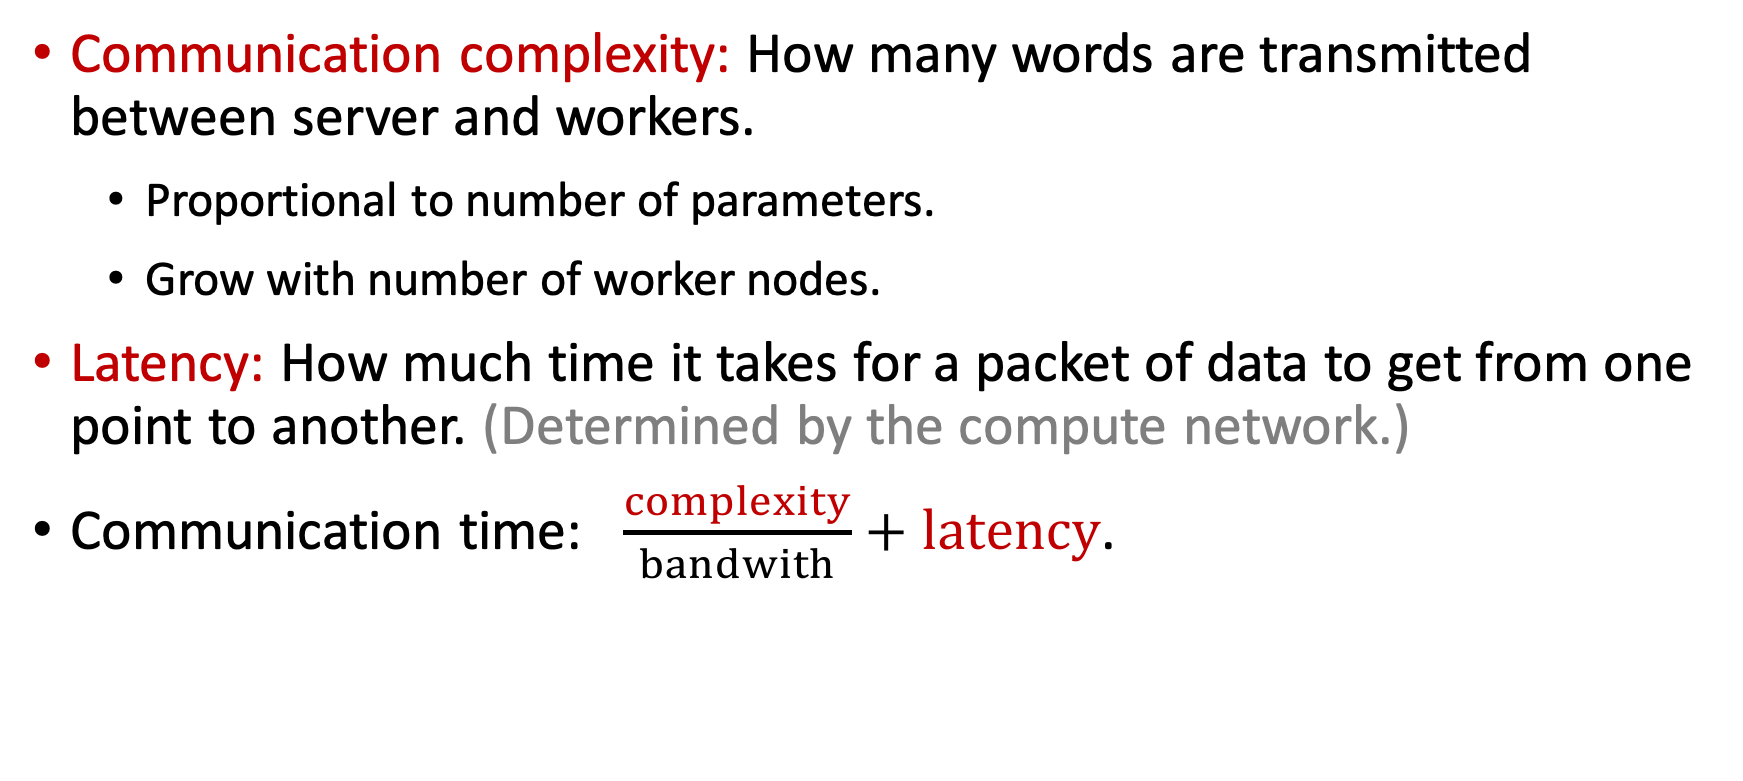 • Communication complexity: How many words are transmitted
between server and workers.
• Proportional to number of parameters.
• Grow with number of worker nodes.
• Latency: How much time it takes for a packet of data to get from one
point to another. (Determined by the compute network.)
• Communication time: complexity/bandwith + latency.